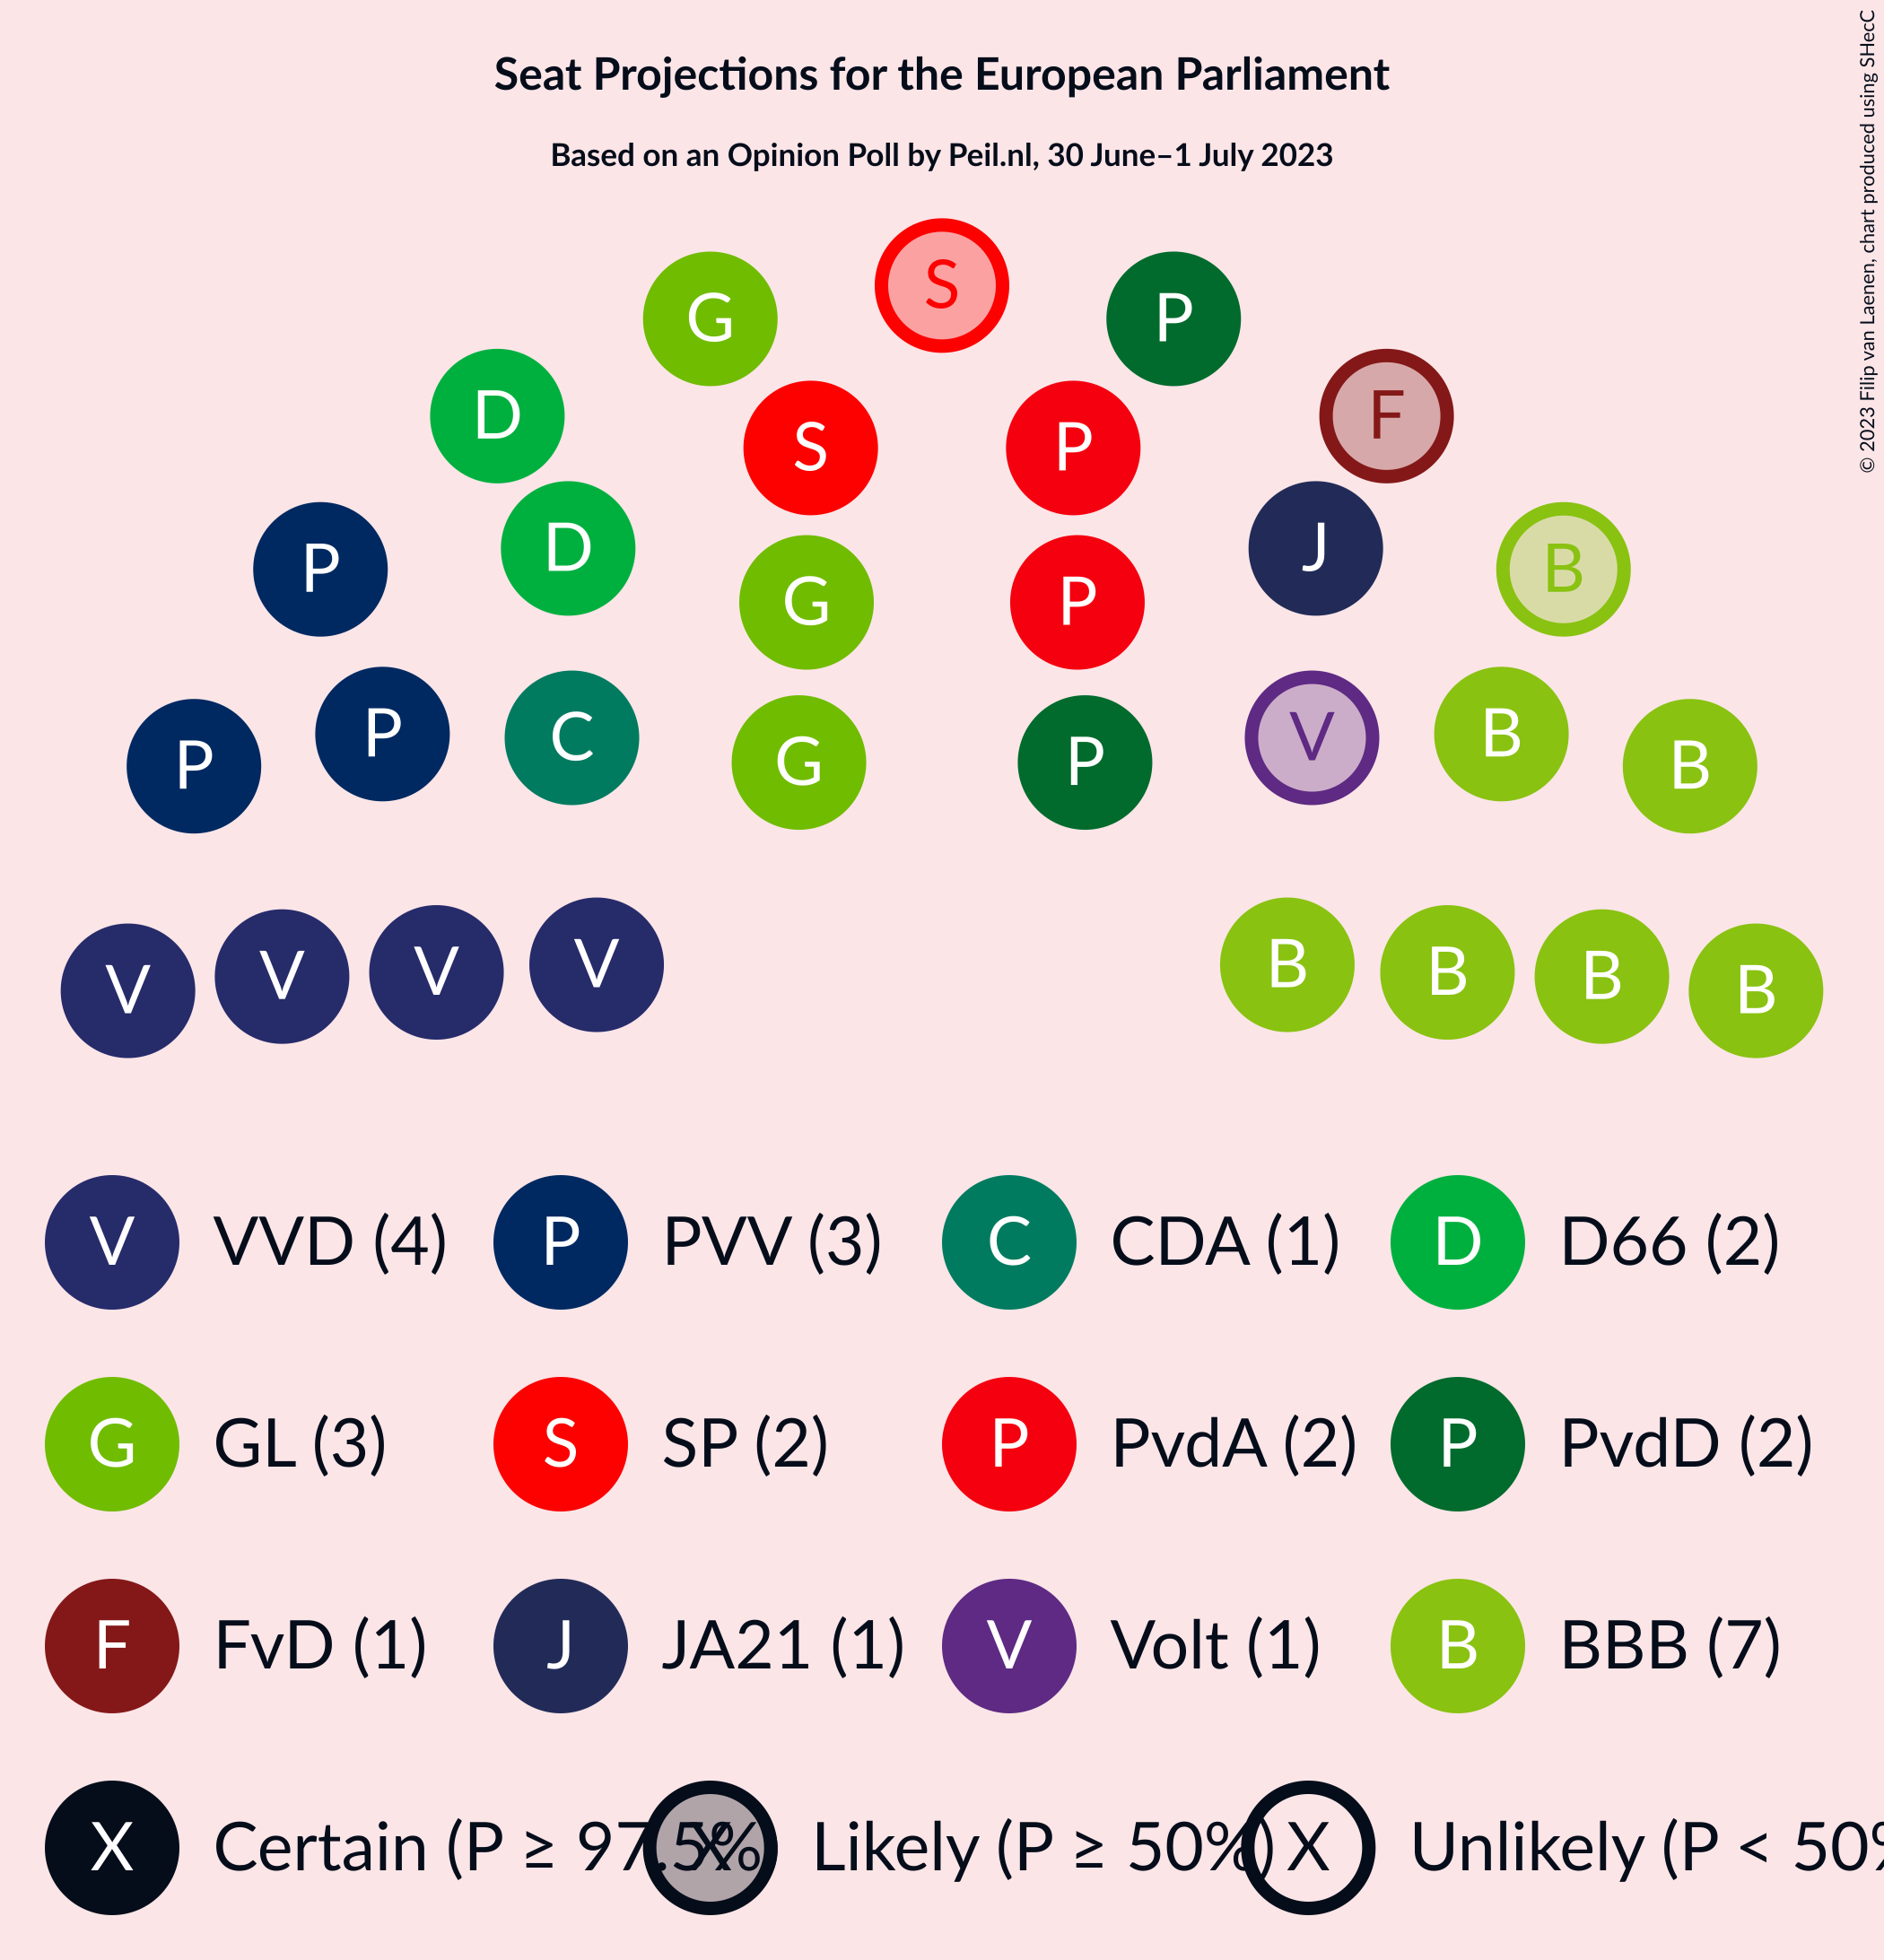 Seat Projections for the European Parliament
Based on an Opinion Poll by Peil.nl, 30 June–1 July 2023
© 2023 Filip van Laenen, chart produced using SHecC
S
G P
D F
S P
D J
P B
G P
P C V B
P G P B
V V V V B B B B
V VVD (4) P PVV (3) C CDA (1) D D66 (2)
G GL (3) S SP (2) P PvdA (2) P PvdD (2)
F FvD (1) J JA21 (1) V Volt (1) B BBB (7)
X Certain (P ≥ 97.5% X Likely (P ≥ 50%) X Unlikely (P < 50%